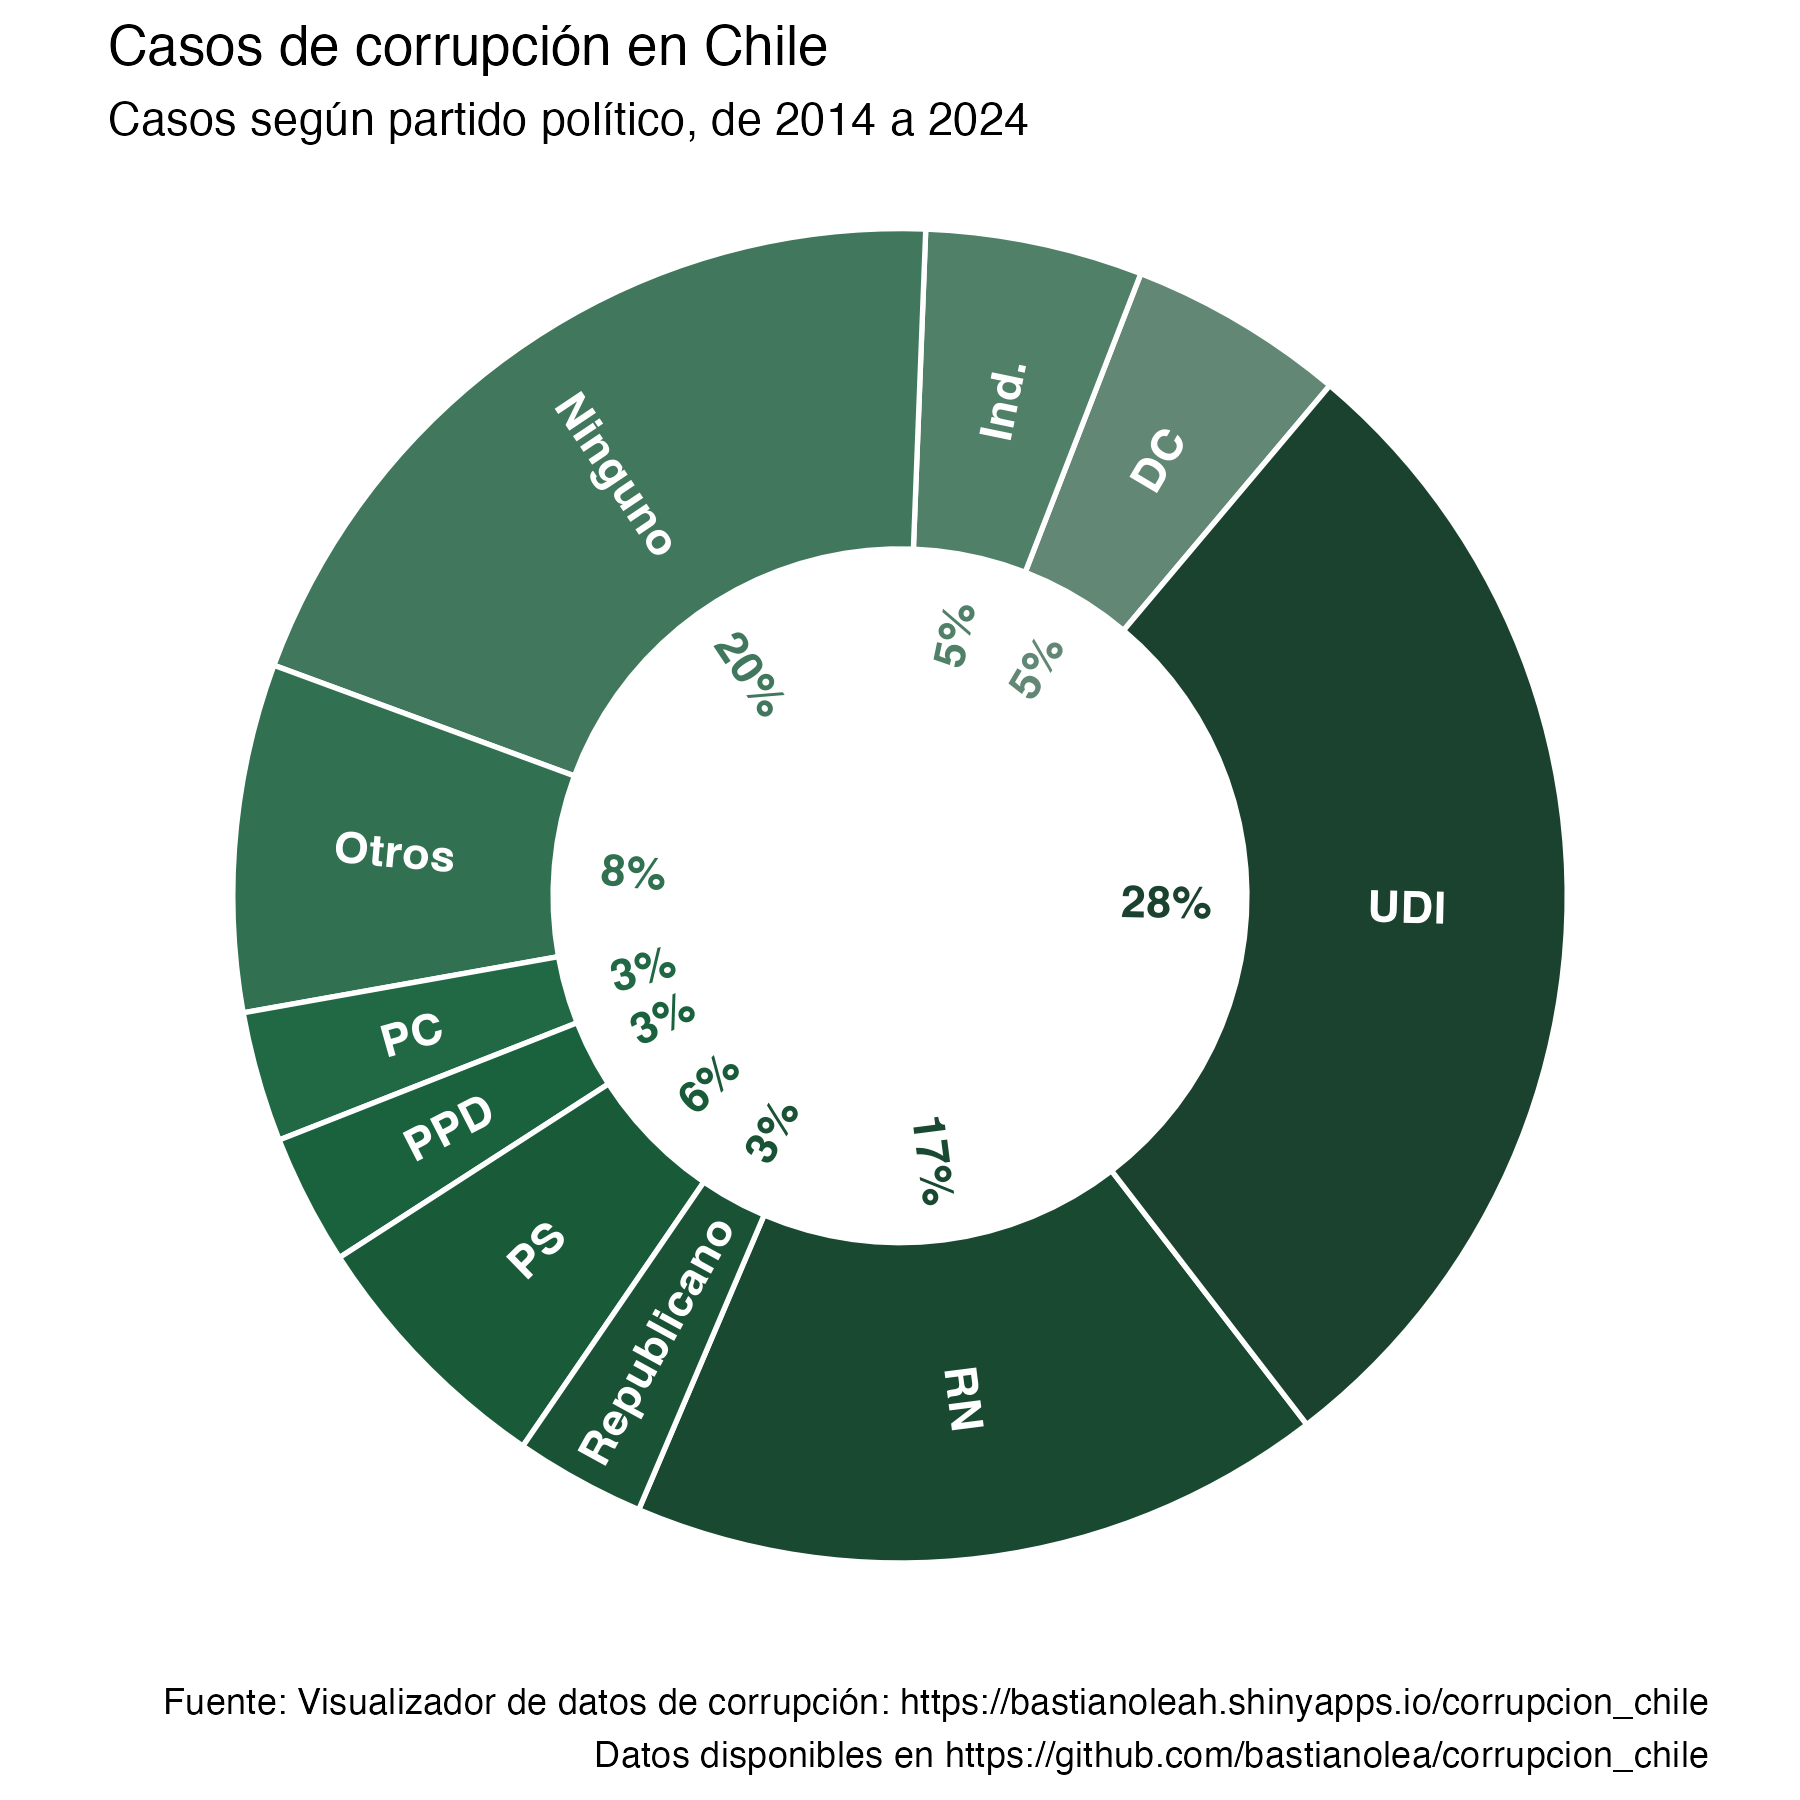 Casos de corrupción en Chile
Casos según partido político, de 2014 a 2024
Ind.
DC
Ninguno
UDI
Otros
PC
PPD
PS
Republicano
RN
5%
5%
20%
8%
28%
3%
3%
6%
3%
17%
Fuente: Visualizador de datos de corrupción: https://bastianoleah.shinyapps.io/corrupcion_chile
Datos disponibles en https://github.com/bastianolea/corrupcion_chile